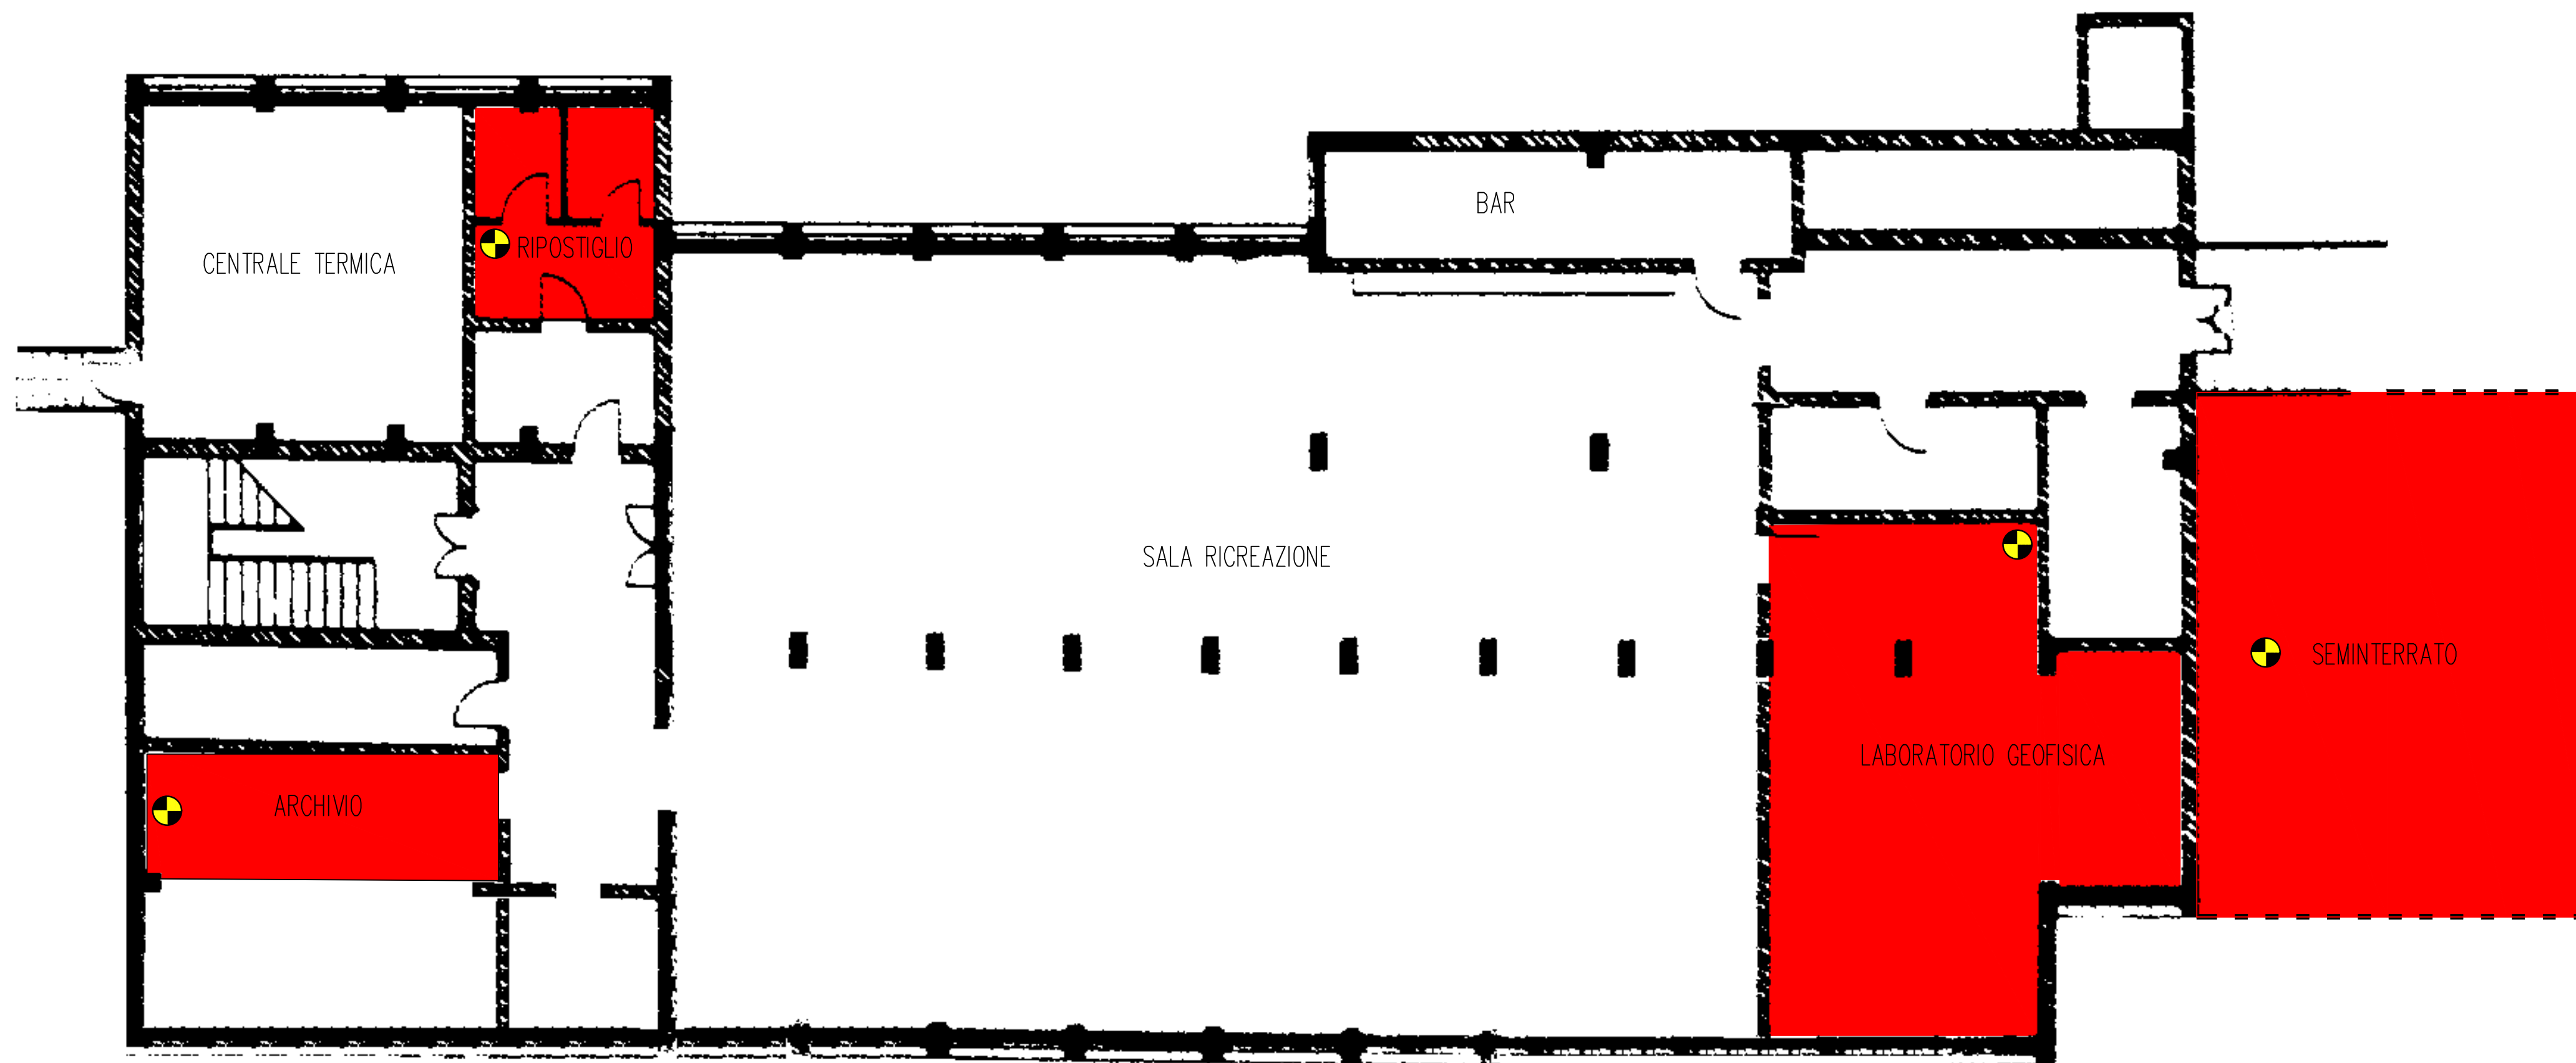 BAR
RIPOSTIGLIO
CENTRALE TERMICA
SALA RICREAZIONE
SEMINTERRATO
LABORATORIO GEOFISICA
ARCHIVIO